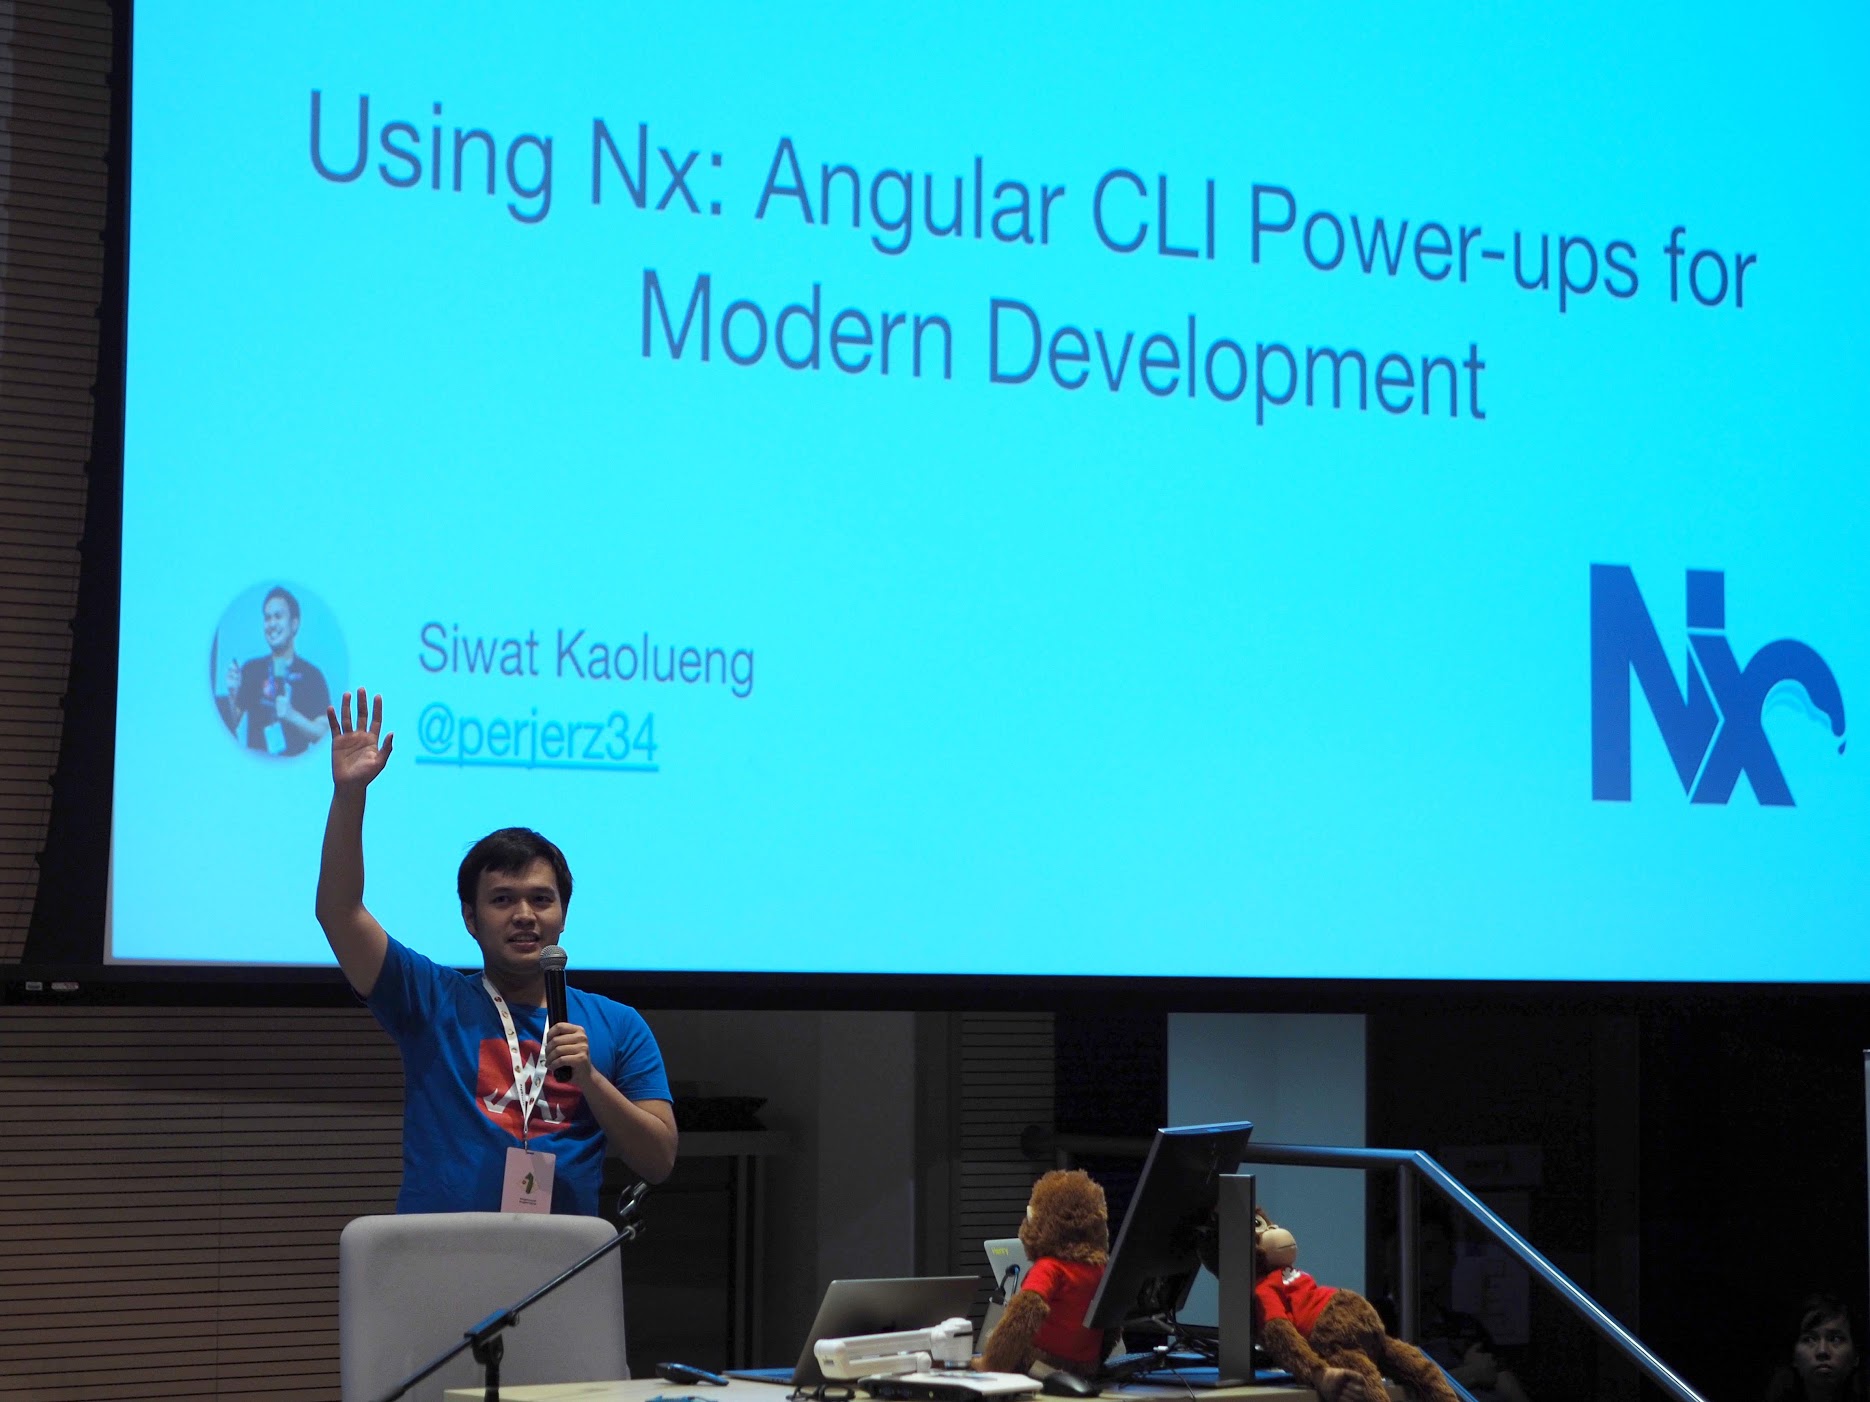 Using Nx: Angular CLI Power-ups for
Modern Development
Siwat Kaolueng
@perjerz34
Nx